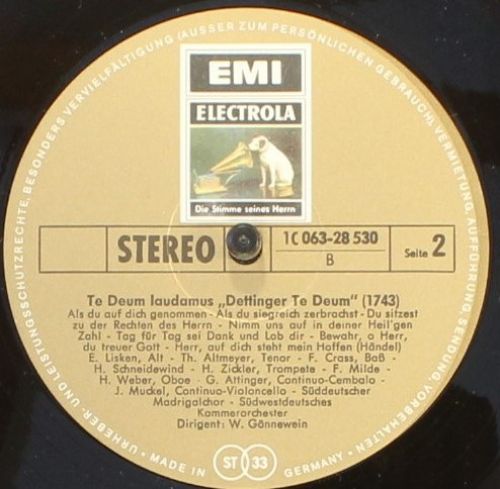 EMI
ELECTROLA
Die Stimme seines Herrn
STEREO
1C 063-28 530
B
Seite 2
Te Deum laudamus „Dettinger Te Deum" (1743)
Als du auf dich genommen - Als du siegreich zerbrachst - Du sitzest
zu der Rechten des Herrn - Nimm uns auf in deiner Heil'gen
Zahl - Tag für Tag sei Dank und Lob dir - Bewahr, o Herr,
du treuer Gott - Herr, auf dich steht mein Hoffen (Händel)
E. Lisken, Alt - Th. Altmeyer, Tenor - F. Crass, Baß -
H. Schneidewind - H. Zickler, Trompete - F. Milde -
H. Weber, Oboe - G. Attinger, Continuo-Cembalo -
J. Muckel, Continuo-Violoncello - Süddeutscher
Madrigalchor - Südwestdeutsches
Kammerorchester
Dirigent: W. Gönnewein
URHEBER- UND LEISTUNGSSCHUTZRECHTE, BESONDERS VERVIELFÄLTIGUNG (AUSSER ZUM PERSÖNLICHEN GEBRAUCH), VERMIETUNG, AUFFÜHRUNG, SENDUNG, VORBEHALTEN · MADE IN GERMANY ·
ST 33